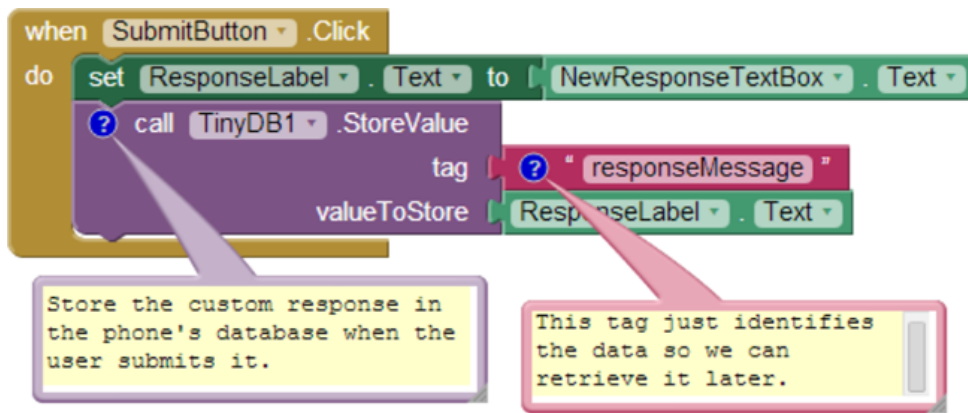 when SubmitButton .Click
do set ResponseLabel . Text to NewResponseTextBox . Text
? call TinyDB1 .StoreValue
tag ? " responseMessage "
valueToStore ResponseLabel . Text
Store the custom response in
the phone's database when the
user submits it.
This tag just identifies
the data so we can
retrieve it later.